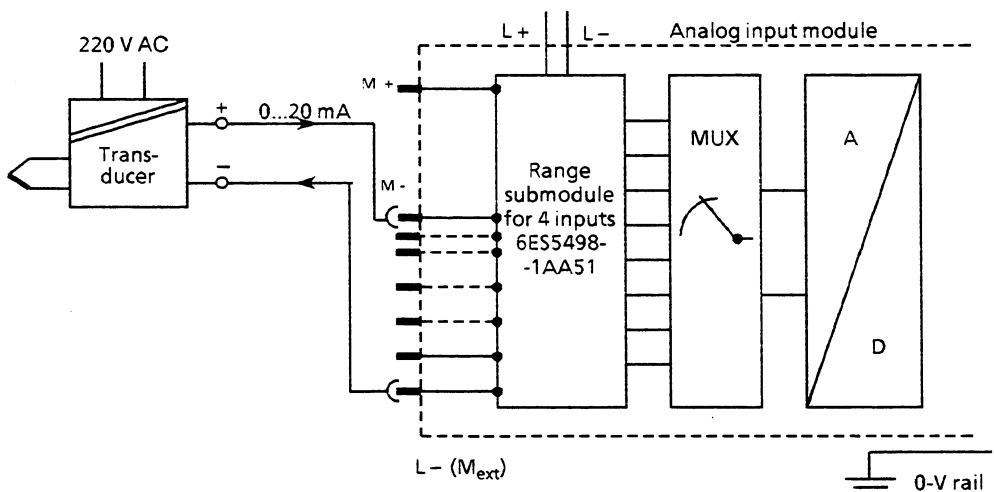 L + L – Analog input module
220 V AC
M +
+ 0...20 mA
Trans-
ducer
–
M -
Range
submodule
for 4 inputs
6ES5498-
-1AA51
MUX
A
D
L – (Mext)
0-V rail